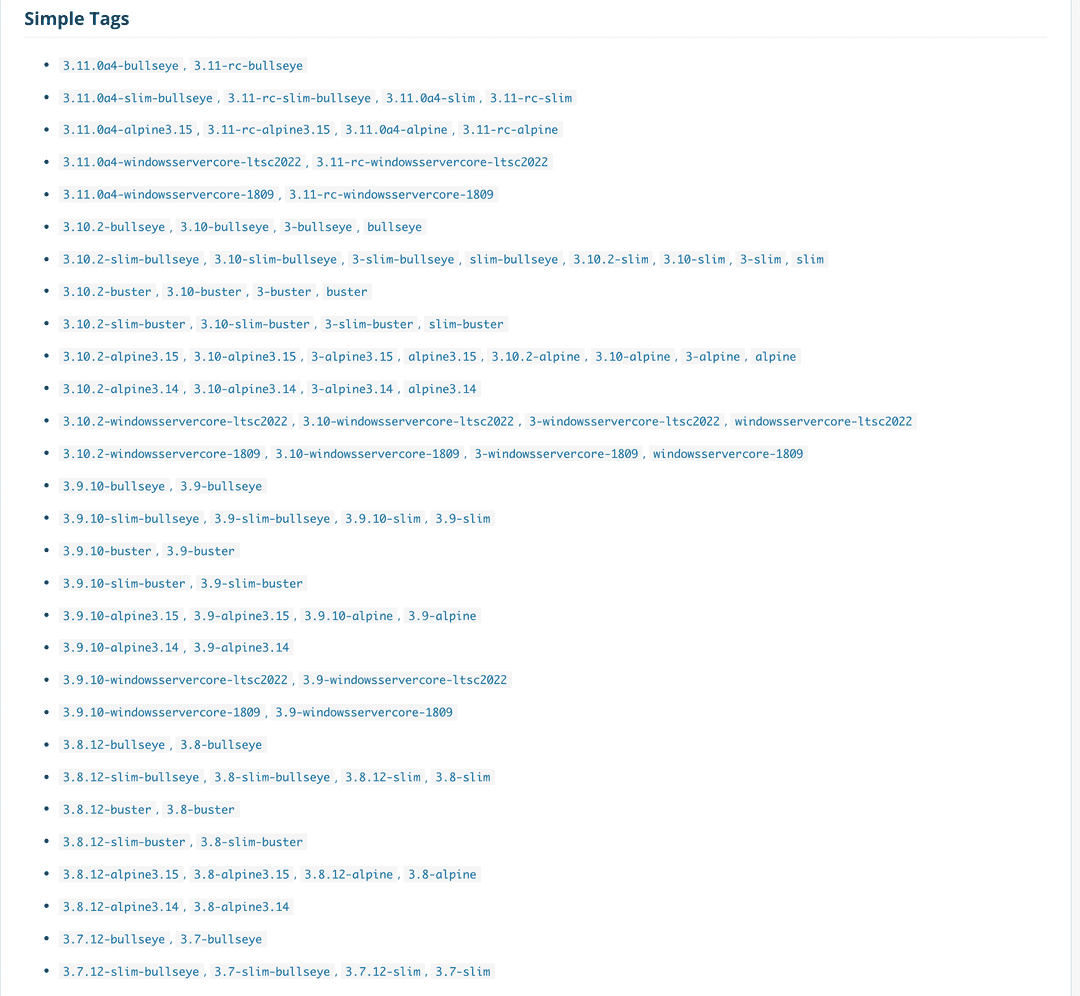 Simple Tags
3.11.0a4-bullseye, 3.11-rc-bullseye
3.11.0a4-slim-bullseye, 3.11-rc-slim-bullseye, 3.11.0a4-slim, 3.11-rc-slim
3.11.0a4-alpine3.15, 3.11-rc-alpine3.15, 3.11.0a4-alpine, 3.11-rc-alpine
3.11.0a4-windowsservercore-ltsc2022, 3.11-rc-windowsservercore-ltsc2022
3.11.0a4-windowsservercore-1809, 3.11-rc-windowsservercore-1809
3.10.2-bullseye, 3.10-bullseye, 3-bullseye, bullseye
3.10.2-slim-bullseye, 3.10-slim-bullseye, 3-slim-bullseye, slim-bullseye, 3.10.2-slim, 3.10-slim, 3-slim, slim
3.10.2-buster, 3.10-buster, 3-buster, buster
3.10.2-slim-buster, 3.10-slim-buster, 3-slim-buster, slim-buster
3.10.2-alpine3.15, 3.10-alpine3.15, 3-alpine3.15, alpine3.15, 3.10.2-alpine, 3.10-alpine, 3-alpine, alpine
3.10.2-alpine3.14, 3.10-alpine3.14, 3-alpine3.14, alpine3.14
3.10.2-windowsservercore-ltsc2022, 3.10-windowsservercore-ltsc2022, 3-windowsservercore-ltsc2022, windowsservercore-ltsc2022
3.10.2-windowsservercore-1809, 3.10-windowsservercore-1809, 3-windowsservercore-1809, windowsservercore-1809
3.9.10-bullseye, 3.9-bullseye
3.9.10-slim-bullseye, 3.9-slim-bullseye, 3.9.10-slim, 3.9-slim
3.9.10-buster, 3.9-buster
3.9.10-slim-buster, 3.9-slim-buster
3.9.10-alpine3.15, 3.9-alpine3.15, 3.9.10-alpine, 3.9-alpine
3.9.10-alpine3.14, 3.9-alpine3.14
3.9.10-windowsservercore-ltsc2022, 3.9-windowsservercore-ltsc2022
3.9.10-windowsservercore-1809, 3.9-windowsservercore-1809
3.8.12-bullseye, 3.8-bullseye
3.8.12-slim-bullseye, 3.8-slim-bullseye, 3.8.12-slim, 3.8-slim
3.8.12-buster, 3.8-buster
3.8.12-slim-buster, 3.8-slim-buster
3.8.12-alpine3.15, 3.8-alpine3.15, 3.8.12-alpine, 3.8-alpine
3.8.12-alpine3.14, 3.8-alpine3.14
3.7.12-bullseye, 3.7-bullseye
3.7.12-slim-bullseye, 3.7-slim-bullseye, 3.7.12-slim, 3.7-slim